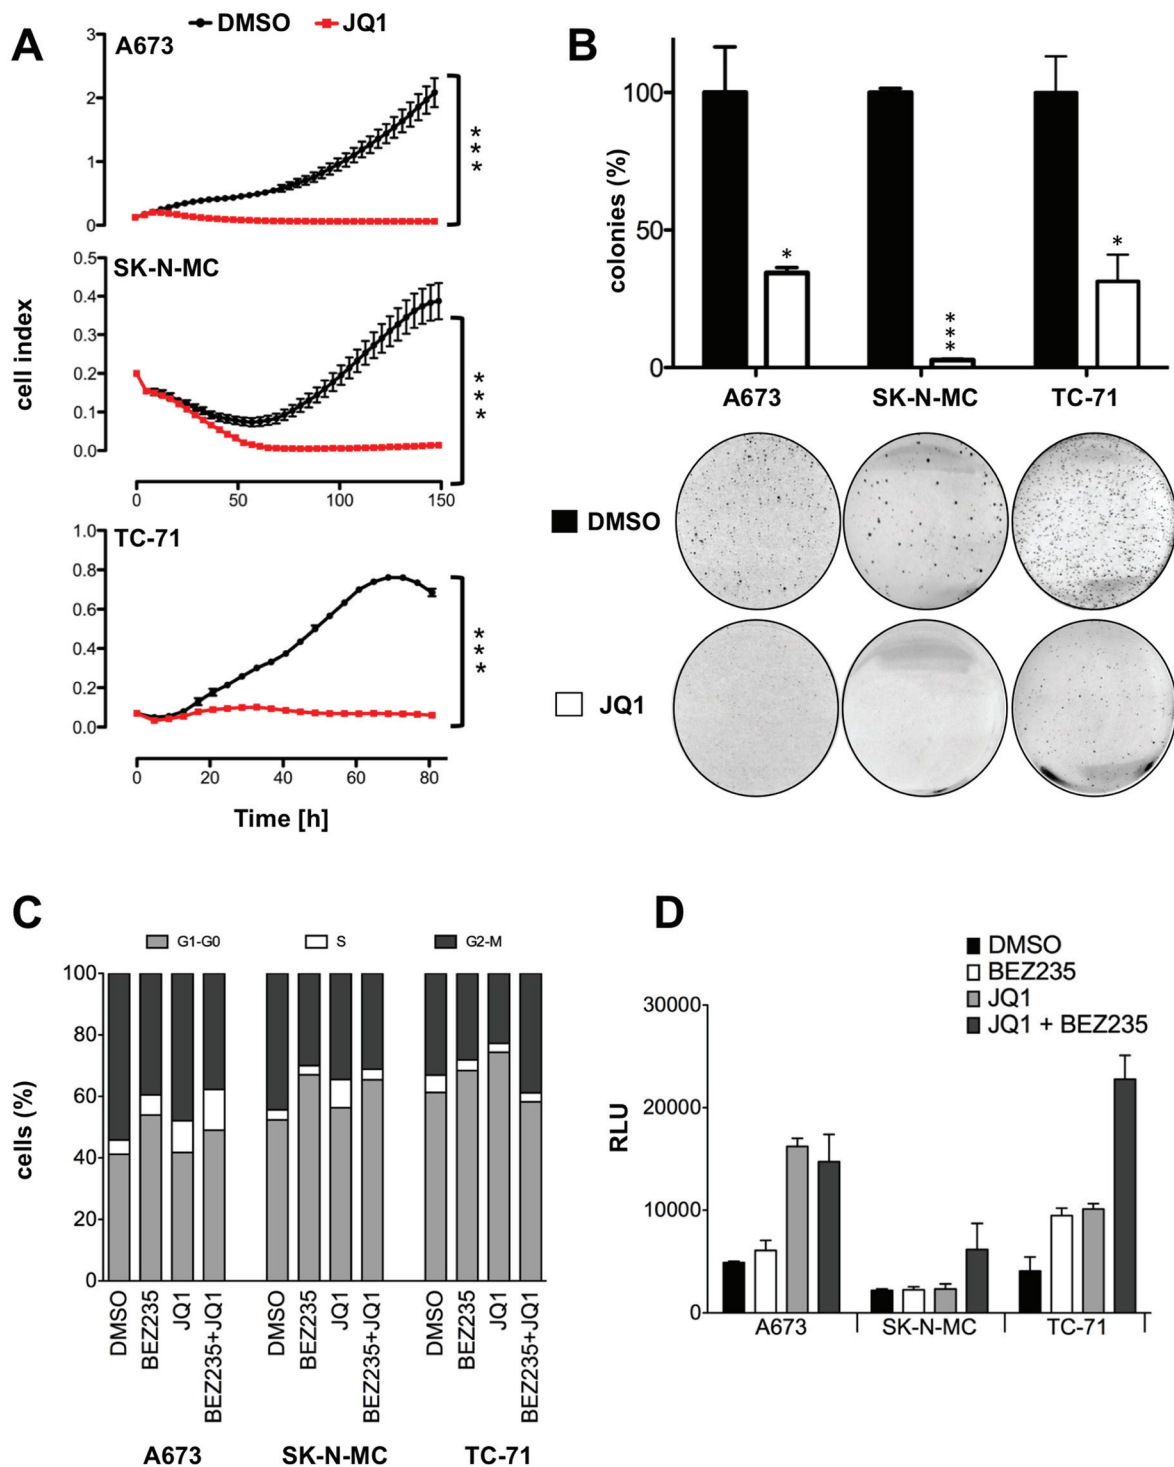 A
DMSO JQ1
A673
3
2
1
0
***
SK-N-MC
0.5
0.4
0.3
0.2
0.1
0.0
***
0 50 100 150
cell index
TC-71
1.0
0.8
0.6
0.4
0.2
0.0
***
0 20 40 60 80
Time [h]
B
colonies (%)
100
50
0
* *** *
A673 SK-N-MC TC-71
DMSO
JQ1
C
G1-G0 S G2-M
cells (%)
100
80
60
40
20
0
DMSO BEZ235 JQ1 BEZ235+JQ1 DMSO BEZ235 JQ1 BEZ235+JQ1 DMSO BEZ235 JQ1 BEZ235+JQ1
A673 SK-N-MC TC-71
D
DMSO
BEZ235
JQ1
JQ1 + BEZ235
RLU
30000
20000
10000
0
A673 SK-N-MC TC-71